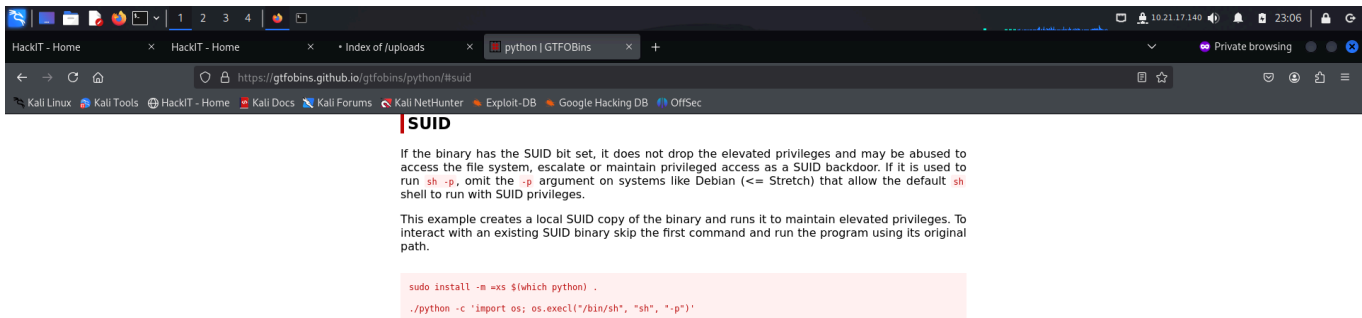 1 2 3 4 10.21.17.140 23:06
HackIT - Home HackIT - Home • Index of /uploads python | GTFOBins Private browsing
https://gtfobins.github.io/gtfobins/python/#suid
Kali Linux Kali Tools HackIT - Home Kali Docs Kali Forums Kali NetHunter Exploit-DB Google Hacking DB OffSec
SUID
If the binary has the SUID bit set, it does not drop the elevated privileges and may be abused to
access the file system, escalate or maintain privileged access as a SUID backdoor. If it is used to
run sh -p, omit the -p argument on systems like Debian (<= Stretch) that allow the default sh
shell to run with SUID privileges.
This example creates a local SUID copy of the binary and runs it to maintain elevated privileges. To
interact with an existing SUID binary skip the first command and run the program using its original
path.
sudo install -m =xs $(which python) .
./python -c 'import os; os.execl("/bin/sh", "sh", "-p")'